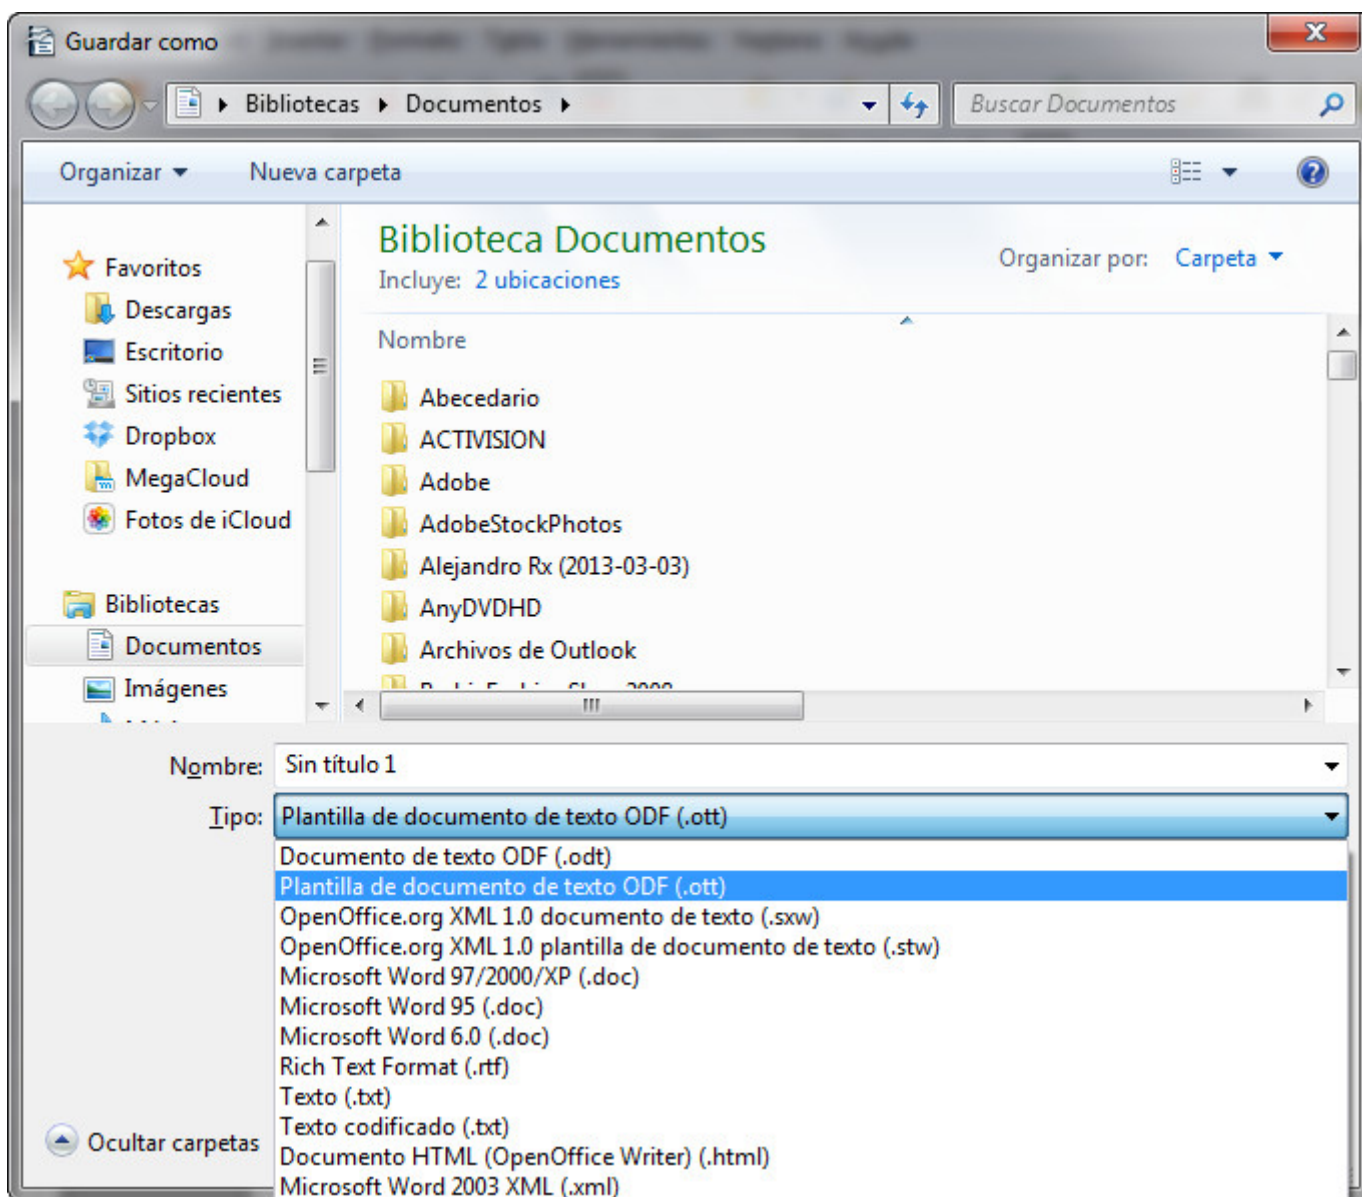 Guardar como
Bibliotecas Documentos
Buscar Documentos
Organizar Nueva carpeta
Favoritos
Descargas
Escritorio
Sitios recientes
Dropbox
MegaCloud
Fotos de iCloud
Bibliotecas
Documentos
Imágenes
Biblioteca Documentos
Incluye: 2 ubicaciones
Organizar por: Carpeta
Nombre
Abecedario
ACTIVISION
Adobe
AdobeStockPhotos
Alejandro Rx (2013-03-03)
AnyDVDHD
Archivos de Outlook
Nombre: Sin título 1
Tipo: Plantilla de documento de texto ODF (.ott)
Documento de texto ODF (.odt)
Plantilla de documento de texto ODF (.ott)
OpenOffice.org XML 1.0 documento de texto (.sxw)
OpenOffice.org XML 1.0 plantilla de documento de texto (.stw)
Microsoft Word 97/2000/XP (.doc)
Microsoft Word 95 (.doc)
Microsoft Word 6.0 (.doc)
Rich Text Format (.rtf)
Texto (.txt)
Texto codificado (.txt)
Documento HTML (OpenOffice Writer) (.html)
Microsoft Word 2003 XML (.xml)
Ocultar carpetas